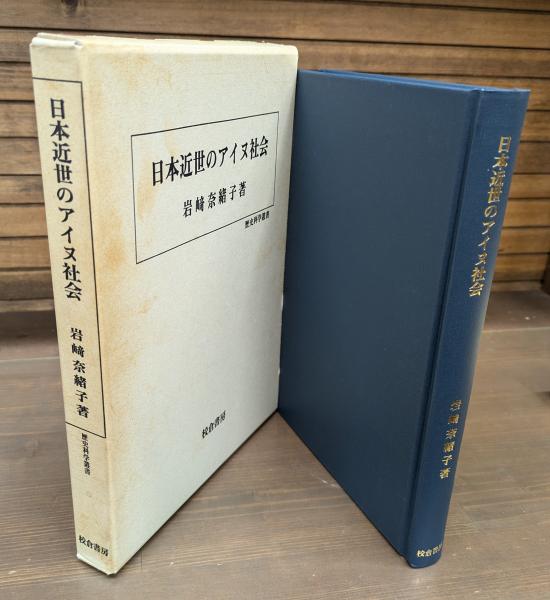 日本近世のアイヌ社会
岩﨑奈緒子著
歴史科学叢書
校倉書房
日本近世のアイヌ社会
岩﨑奈緒子著
歴史科学叢書
校倉書房
日本近世のアイヌ社会
岩﨑奈緒子著
校倉書房